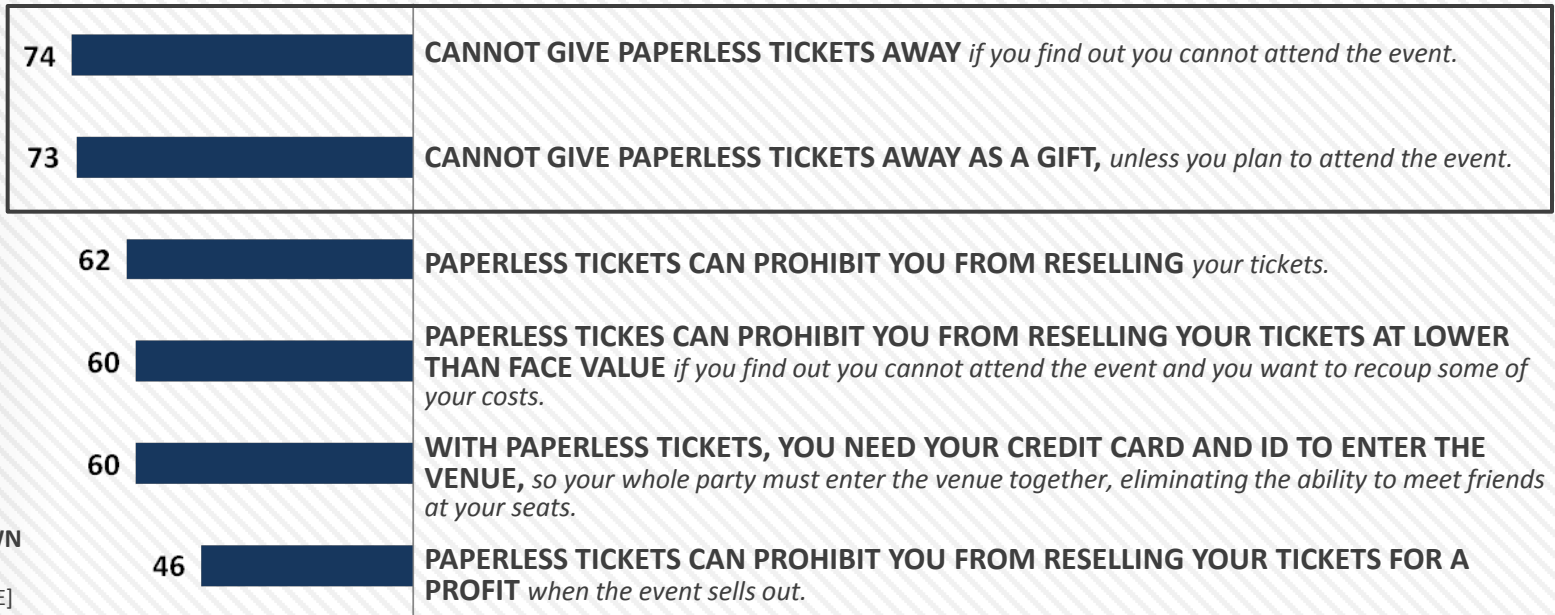 74 CANNOT GIVE PAPERLESS TICKETS AWAY if you find out you cannot attend the event.
73 CANNOT GIVE PAPERLESS TICKETS AWAY AS A GIFT, unless you plan to attend the event.
62 PAPERLESS TICKETS CAN PROHIBIT YOU FROM RESELLING your tickets.
60 PAPERLESS TICKES CAN PROHIBIT YOU FROM RESELLING YOUR TICKETS AT LOWER
THAN FACE VALUE if you find out you cannot attend the event and you want to recoup some of
your costs.
60 WITH PAPERLESS TICKETS, YOU NEED YOUR CREDIT CARD AND ID TO ENTER THE
VENUE, so your whole party must enter the venue together, eliminating the ability to meet friends
at your seats.
46 PAPERLESS TICKETS CAN PROHIBIT YOU FROM RESELLING YOUR TICKETS FOR A
PROFIT when the event sells out.